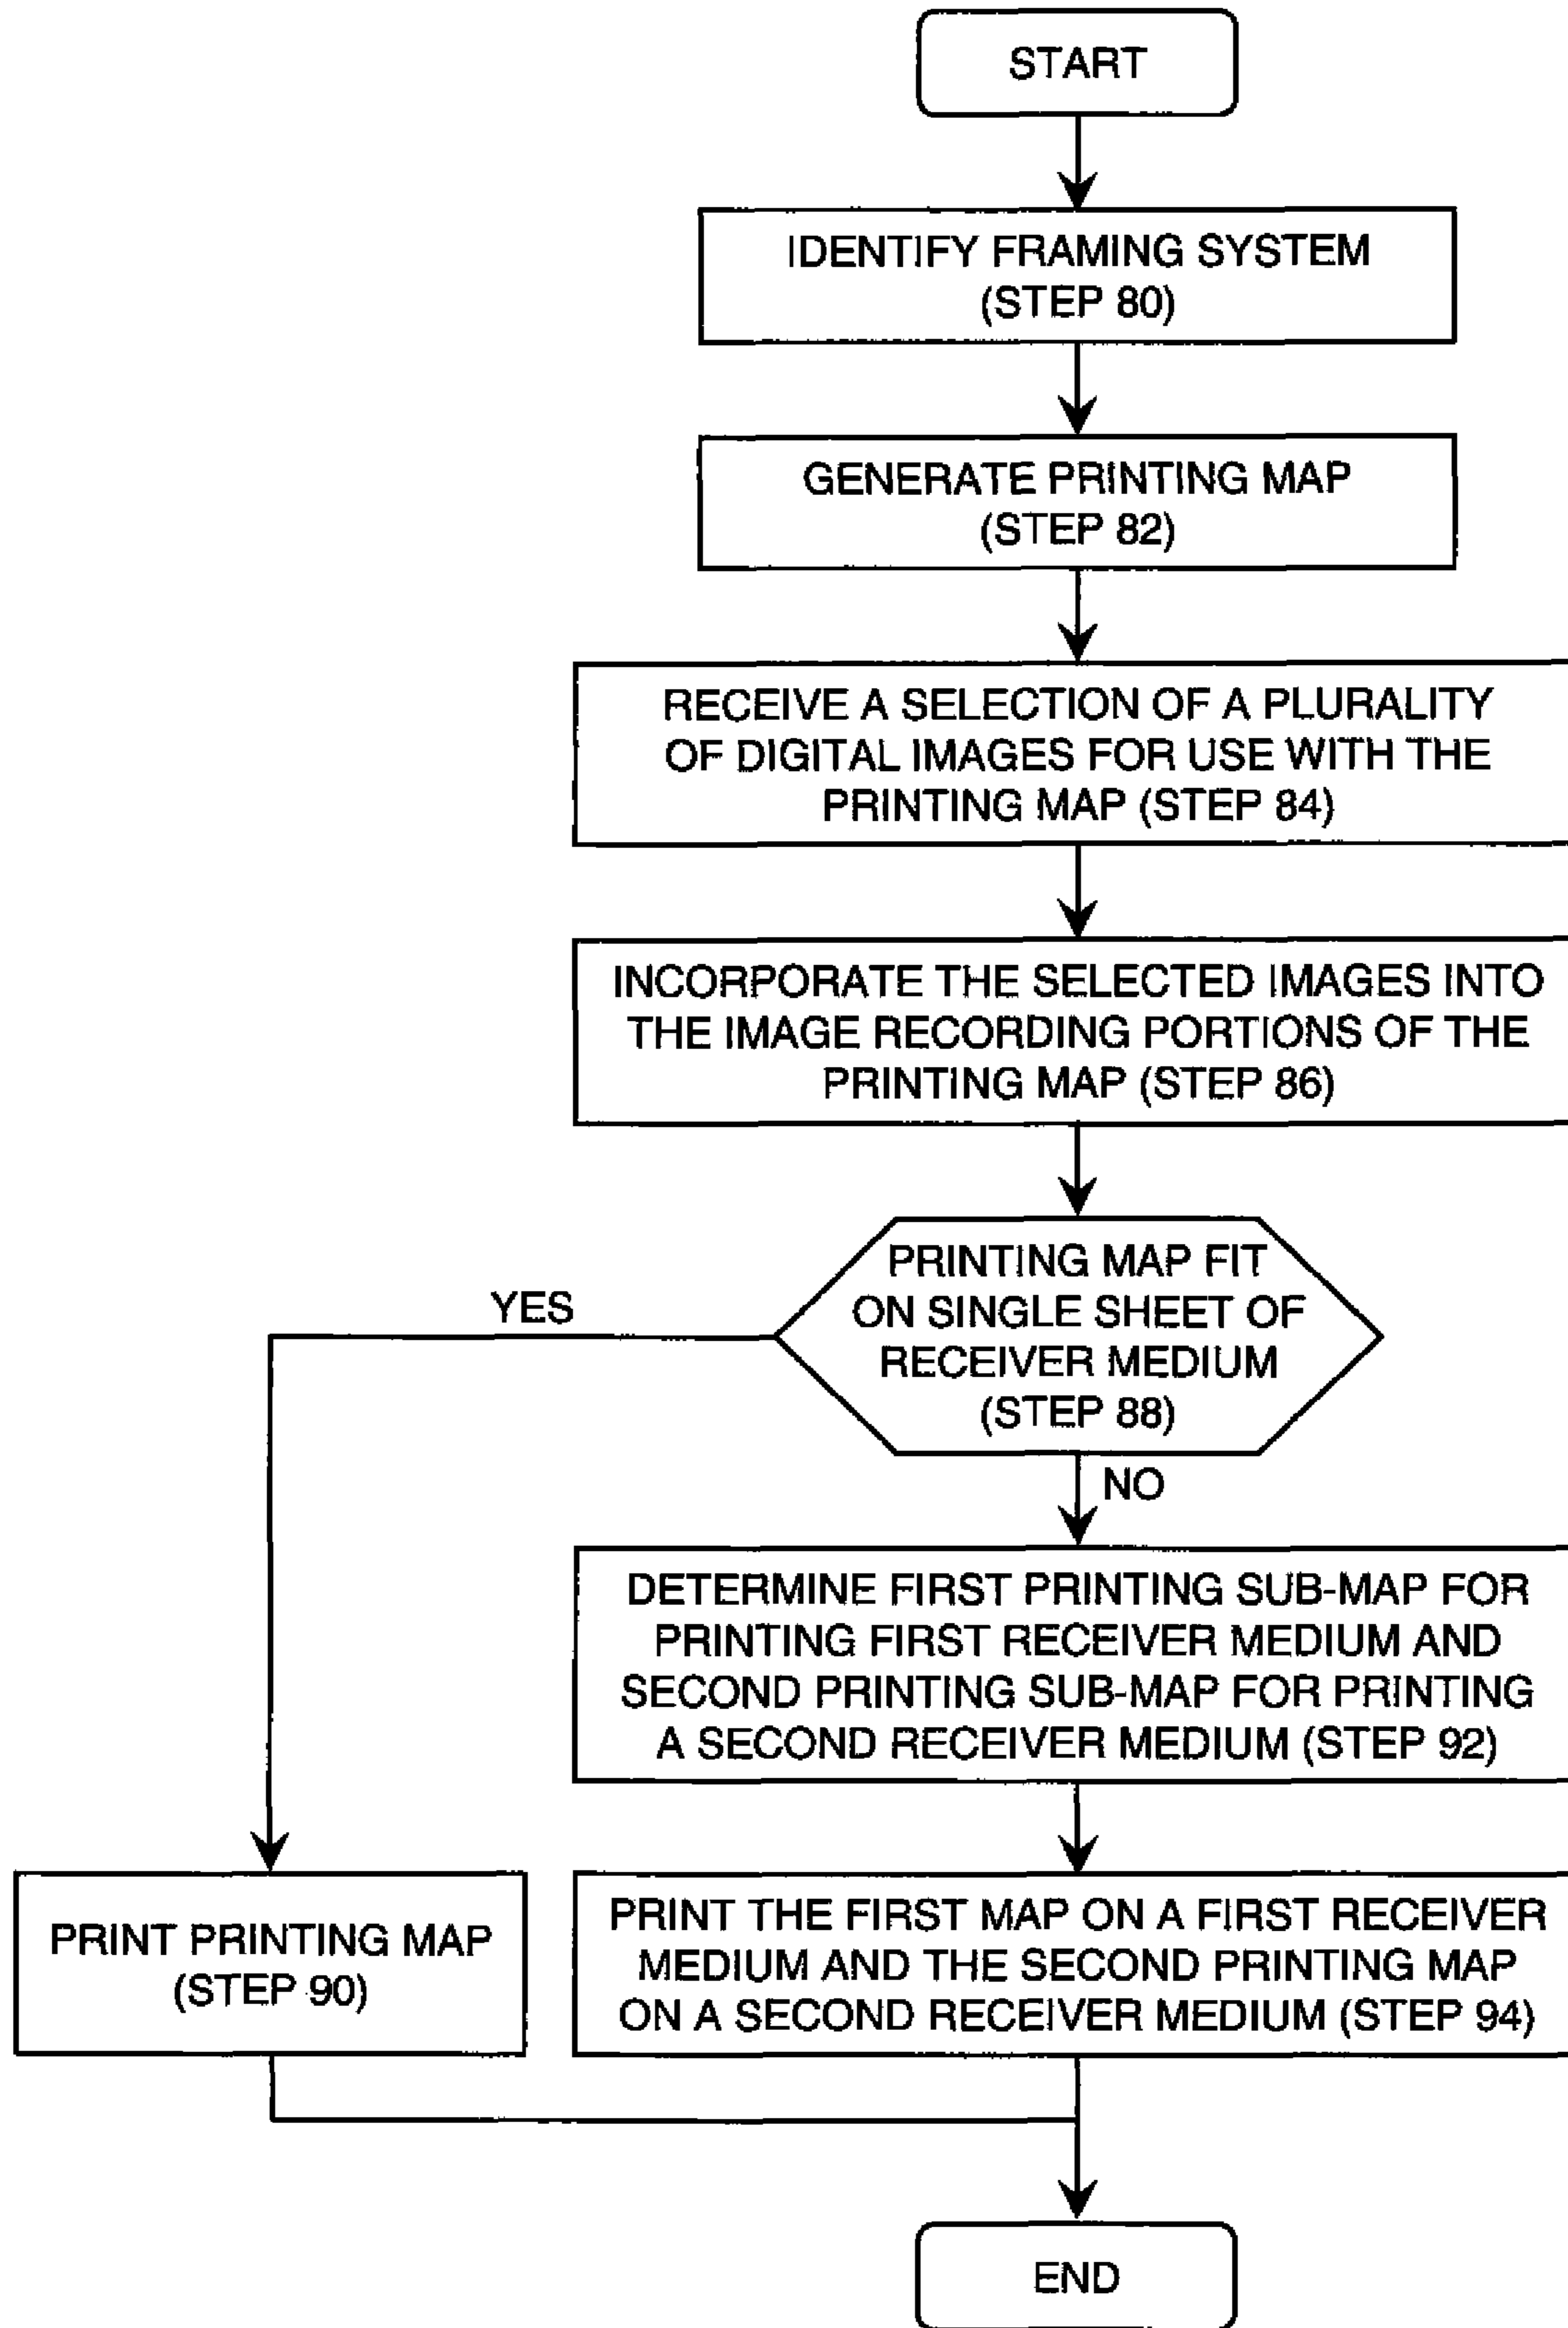 START
IDENTIFY FRAMING SYSTEM
(STEP 80)
GENERATE PRINTING MAP
(STEP 82)
RECEIVE A SELECTION OF A PLURALITY
OF DIGITAL IMAGES FOR USE WITH THE
PRINTING MAP (STEP 84)
INCORPORATE THE SELECTED IMAGES INTO
THE IMAGE RECORDING PORTIONS OF THE
PRINTING MAP (STEP 86)
PRINTING MAP FIT
ON SINGLE SHEET OF
RECEIVER MEDIUM
(STEP 88)
YES
NO
DETERMINE FIRST PRINTING SUB-MAP FOR
PRINTING FIRST RECEIVER MEDIUM AND
SECOND PRINTING SUB-MAP FOR PRINTING
A SECOND RECEIVER MEDIUM (STEP 92)
PRINT PRINTING MAP
(STEP 90)
PRINT THE FIRST MAP ON A FIRST RECEIVER
MEDIUM AND THE SECOND PRINTING MAP
ON A SECOND RECEIVER MEDIUM (STEP 94)
END